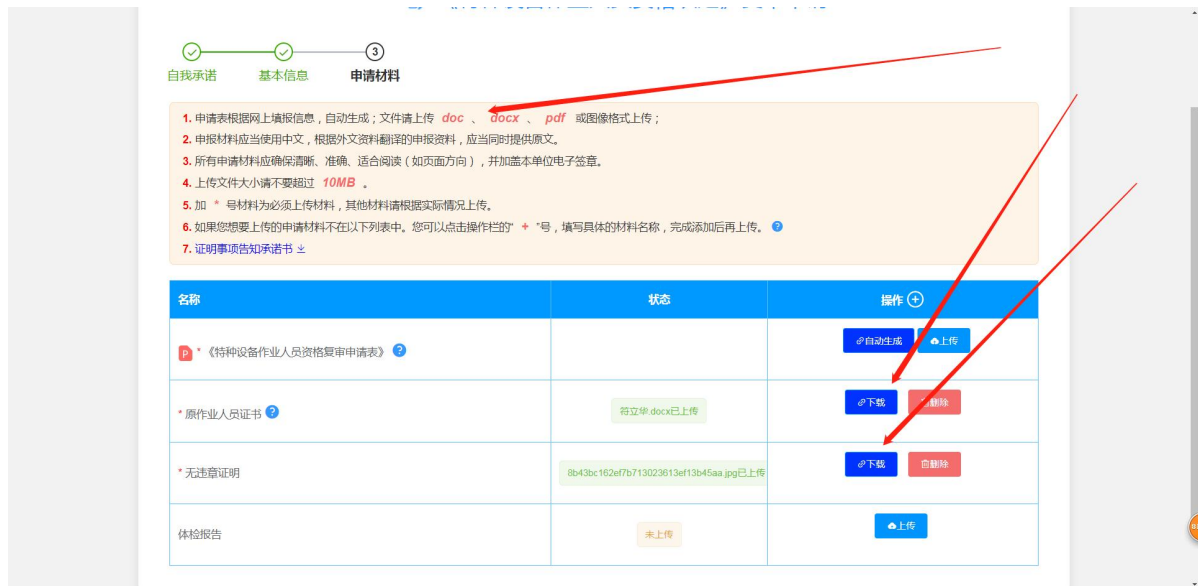 3
自我承诺 基本信息 申请材料
1. 申请表根据网上填报信息，自动生成；文件请上传 doc 、 docx 、 pdf 或图像格式上传；
2. 申报材料应当使用中文，根据外文资料翻译的申报资料，应当同时提供原文。
3. 所有申请材料应确保清晰、准确、适合阅读（如页面方向），并加盖本单位电子签章。
4. 上传文件大小请不要超过 10MB 。
5. 加 * 号材料为必须上传材料，其他材料请根据实际情况上传。
6. 如果您想要上传的申请材料不在以下列表中。您可以点击操作栏的“ + ”号，填写具体的材料名称，完成添加后再上传。 ?
7. 证明事项告知承诺书
名称 状态 操作 +
P * 《特种设备作业人员资格复审申请表》 ? 自动生成 上传
* 原作业人员证书 ? 符立华.docx已上传 下载 删除
* 无违章证明 8b43bc162ef7b713023613ef13b45aa.jpg已上传 下载 删除
体检报告 未上传 上传